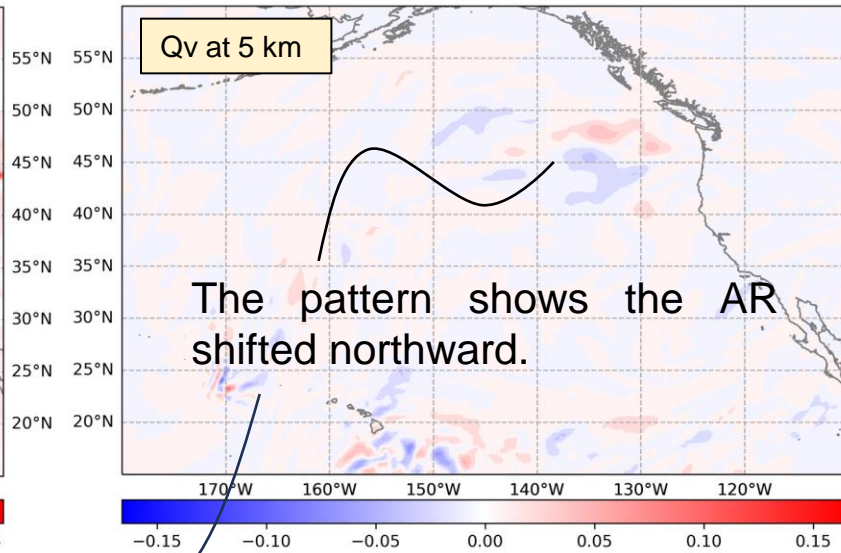 Qv at 5 km
55°N 55°N
50°N 50°N
45°N 45°N
40°N 40°N
35°N 35°N
The pattern shows the AR
30°N 30°N
shifted northward.
25°N 25°N
20°N 20°N
170°W 160°W 150°W 140°W 130°W 120°W
−0.15 −0.10 −0.05 0.00 0.05 0.10 0.15